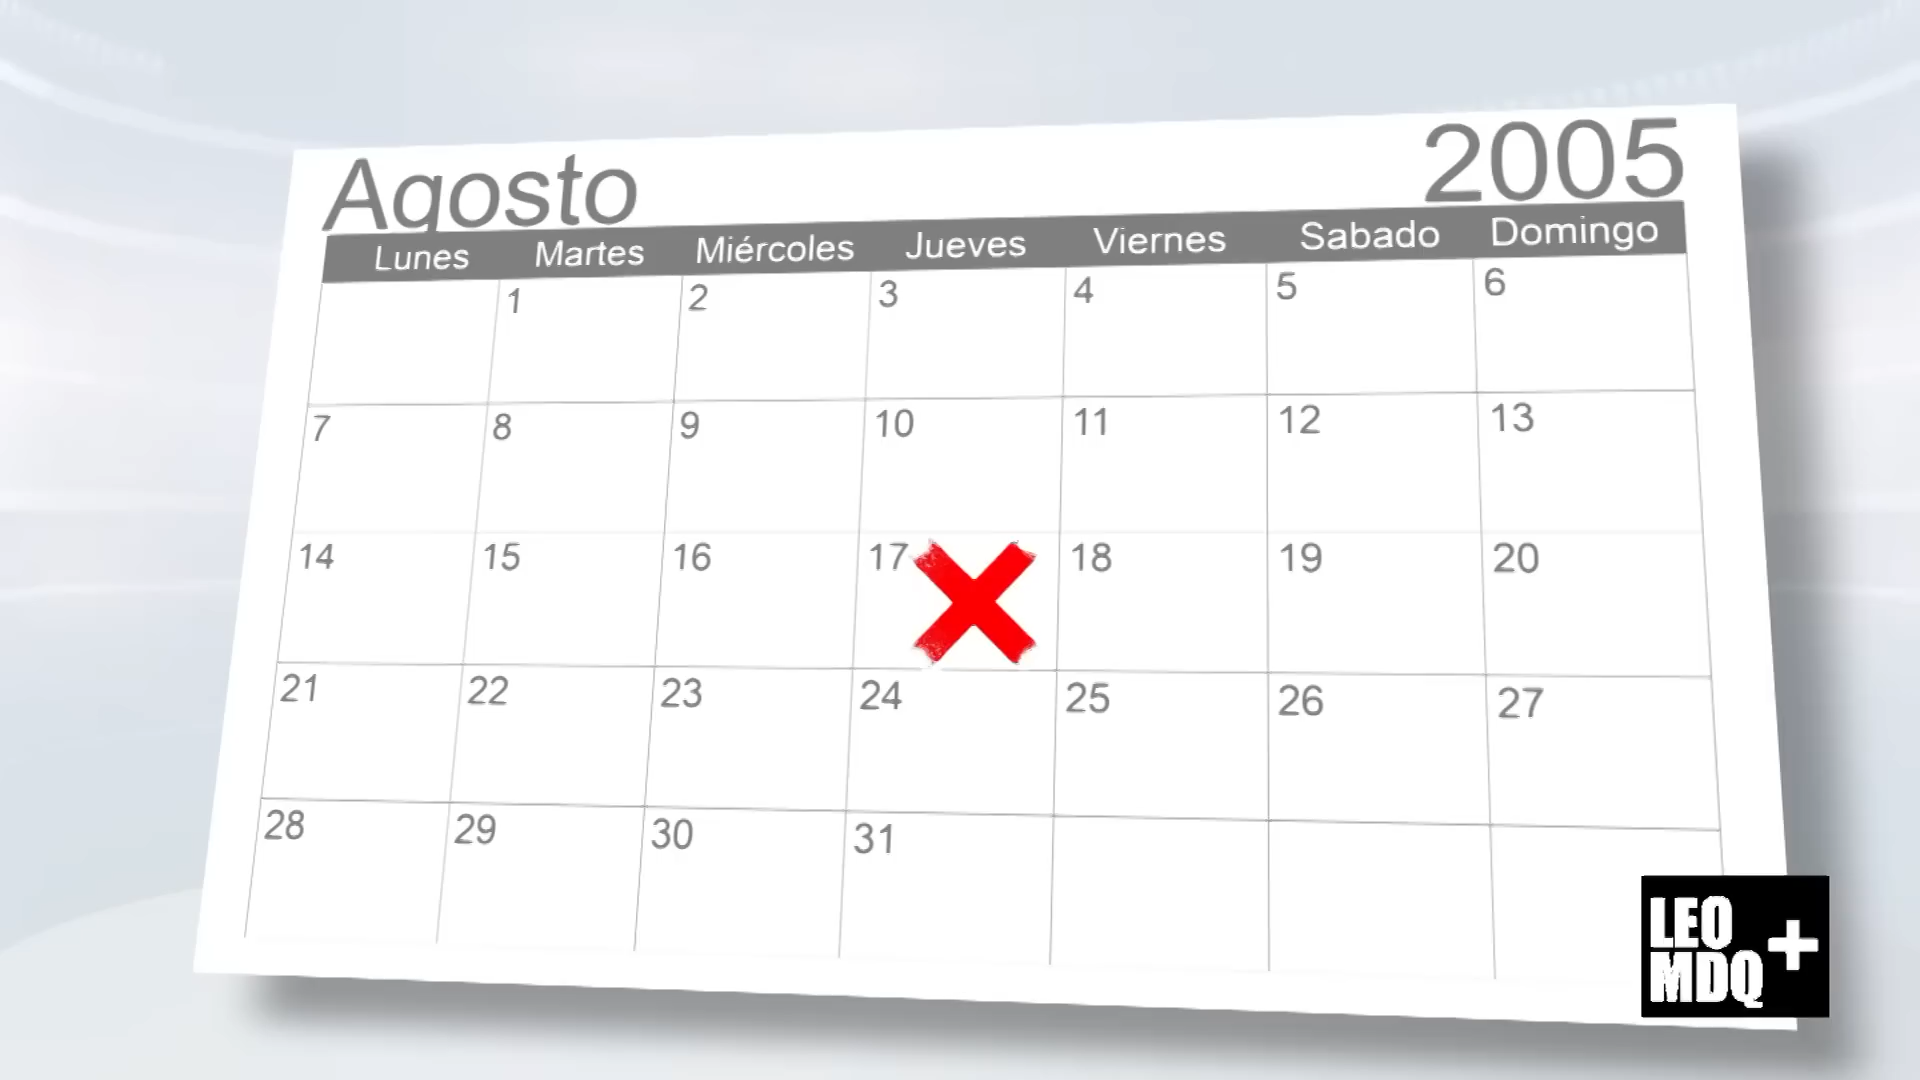 Agosto 2005
Lunes Martes Miércoles Jueves Viernes Sabado Domingo
1 2 3 4 5 6
7 8 9 10 11 12 13
14 15 16 17 18 19 20
21 22 23 24 25 26 27
28 29 30 31
LEO
MDQ +